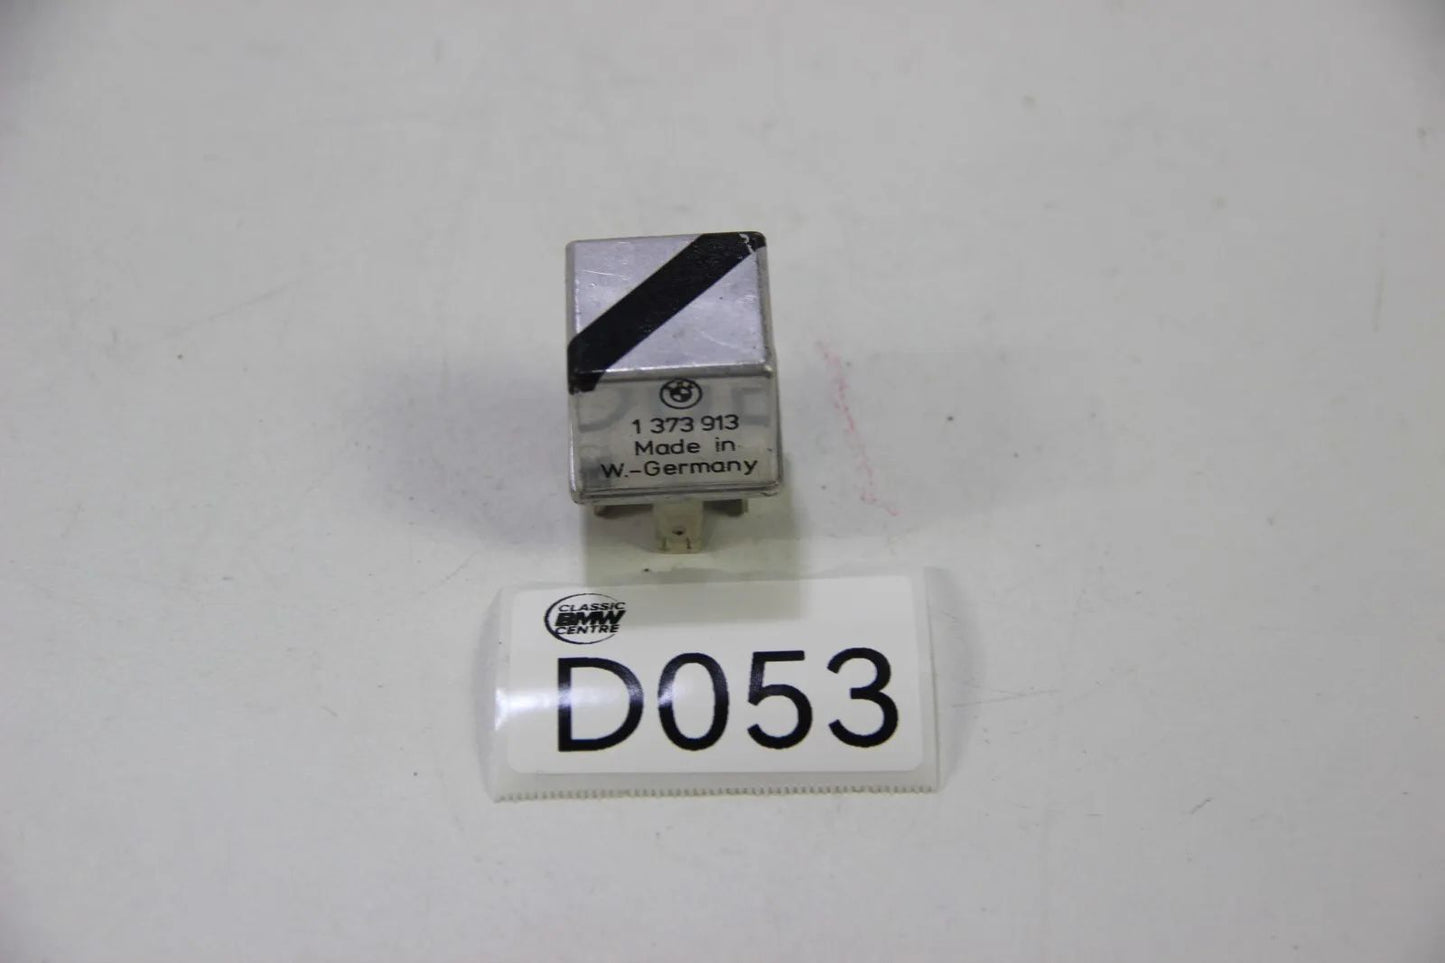 1 373 913
Made in
W.-Germany
CLASSIC
BMW
CENTRE
D053